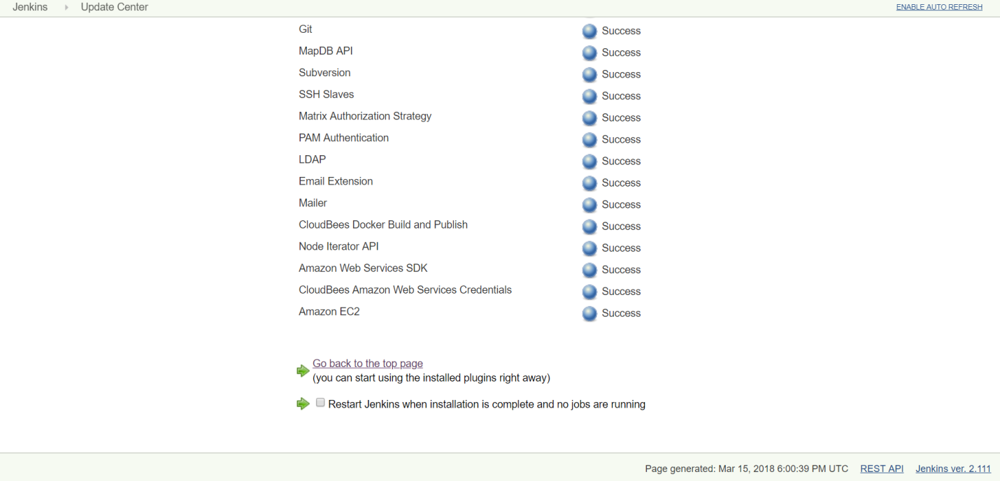 Jenkins Update Center ENABLE AUTO REFRESH
Git Success
MapDB API Success
Subversion Success
SSH Slaves Success
Matrix Authorization Strategy Success
PAM Authentication Success
LDAP Success
Email Extension Success
Mailer Success
CloudBees Docker Build and Publish Success
Node Iterator API Success
Amazon Web Services SDK Success
CloudBees Amazon Web Services Credentials Success
Amazon EC2 Success
Go back to the top page
(you can start using the installed plugins right away)
Restart Jenkins when installation is complete and no jobs are running
Page generated: Mar 15, 2018 6:00:39 PM UTC REST API Jenkins ver. 2.111